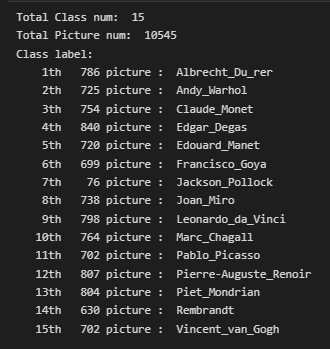 Total Class num:  15
Total Picture num:  10545
Class label:
    1th   786 picture :  Albrecht_Du_rer
    2th   725 picture :  Andy_Warhol
    3th   754 picture :  Claude_Monet
    4th   840 picture :  Edgar_Degas
    5th   720 picture :  Edouard_Manet
    6th   699 picture :  Francisco_Goya
    7th    76 picture :  Jackson_Pollock
    8th   738 picture :  Joan_Miro
    9th   798 picture :  Leonardo_da_Vinci
   10th   764 picture :  Marc_Chagall
   11th   702 picture :  Pablo_Picasso
   12th   807 picture :  Pierre-Auguste_Renoir
   13th   804 picture :  Piet_Mondrian
   14th   630 picture :  Rembrandt
   15th   702 picture :  Vincent_van_Gogh